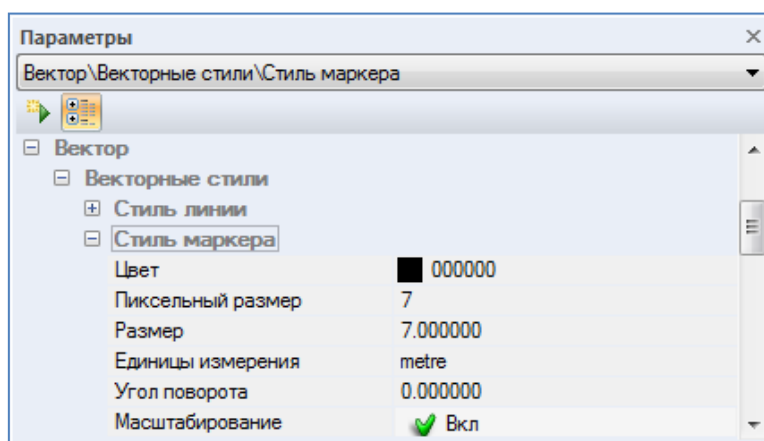 Параметры
Вектор\Векторные стили\Стиль маркера
Вектор
Векторные стили
Стиль линии
Стиль маркера
Цвет 000000
Пиксельный размер 7
Размер 7.000000
Единицы измерения metre
Угол поворота 0.000000
Масштабирование Вкл